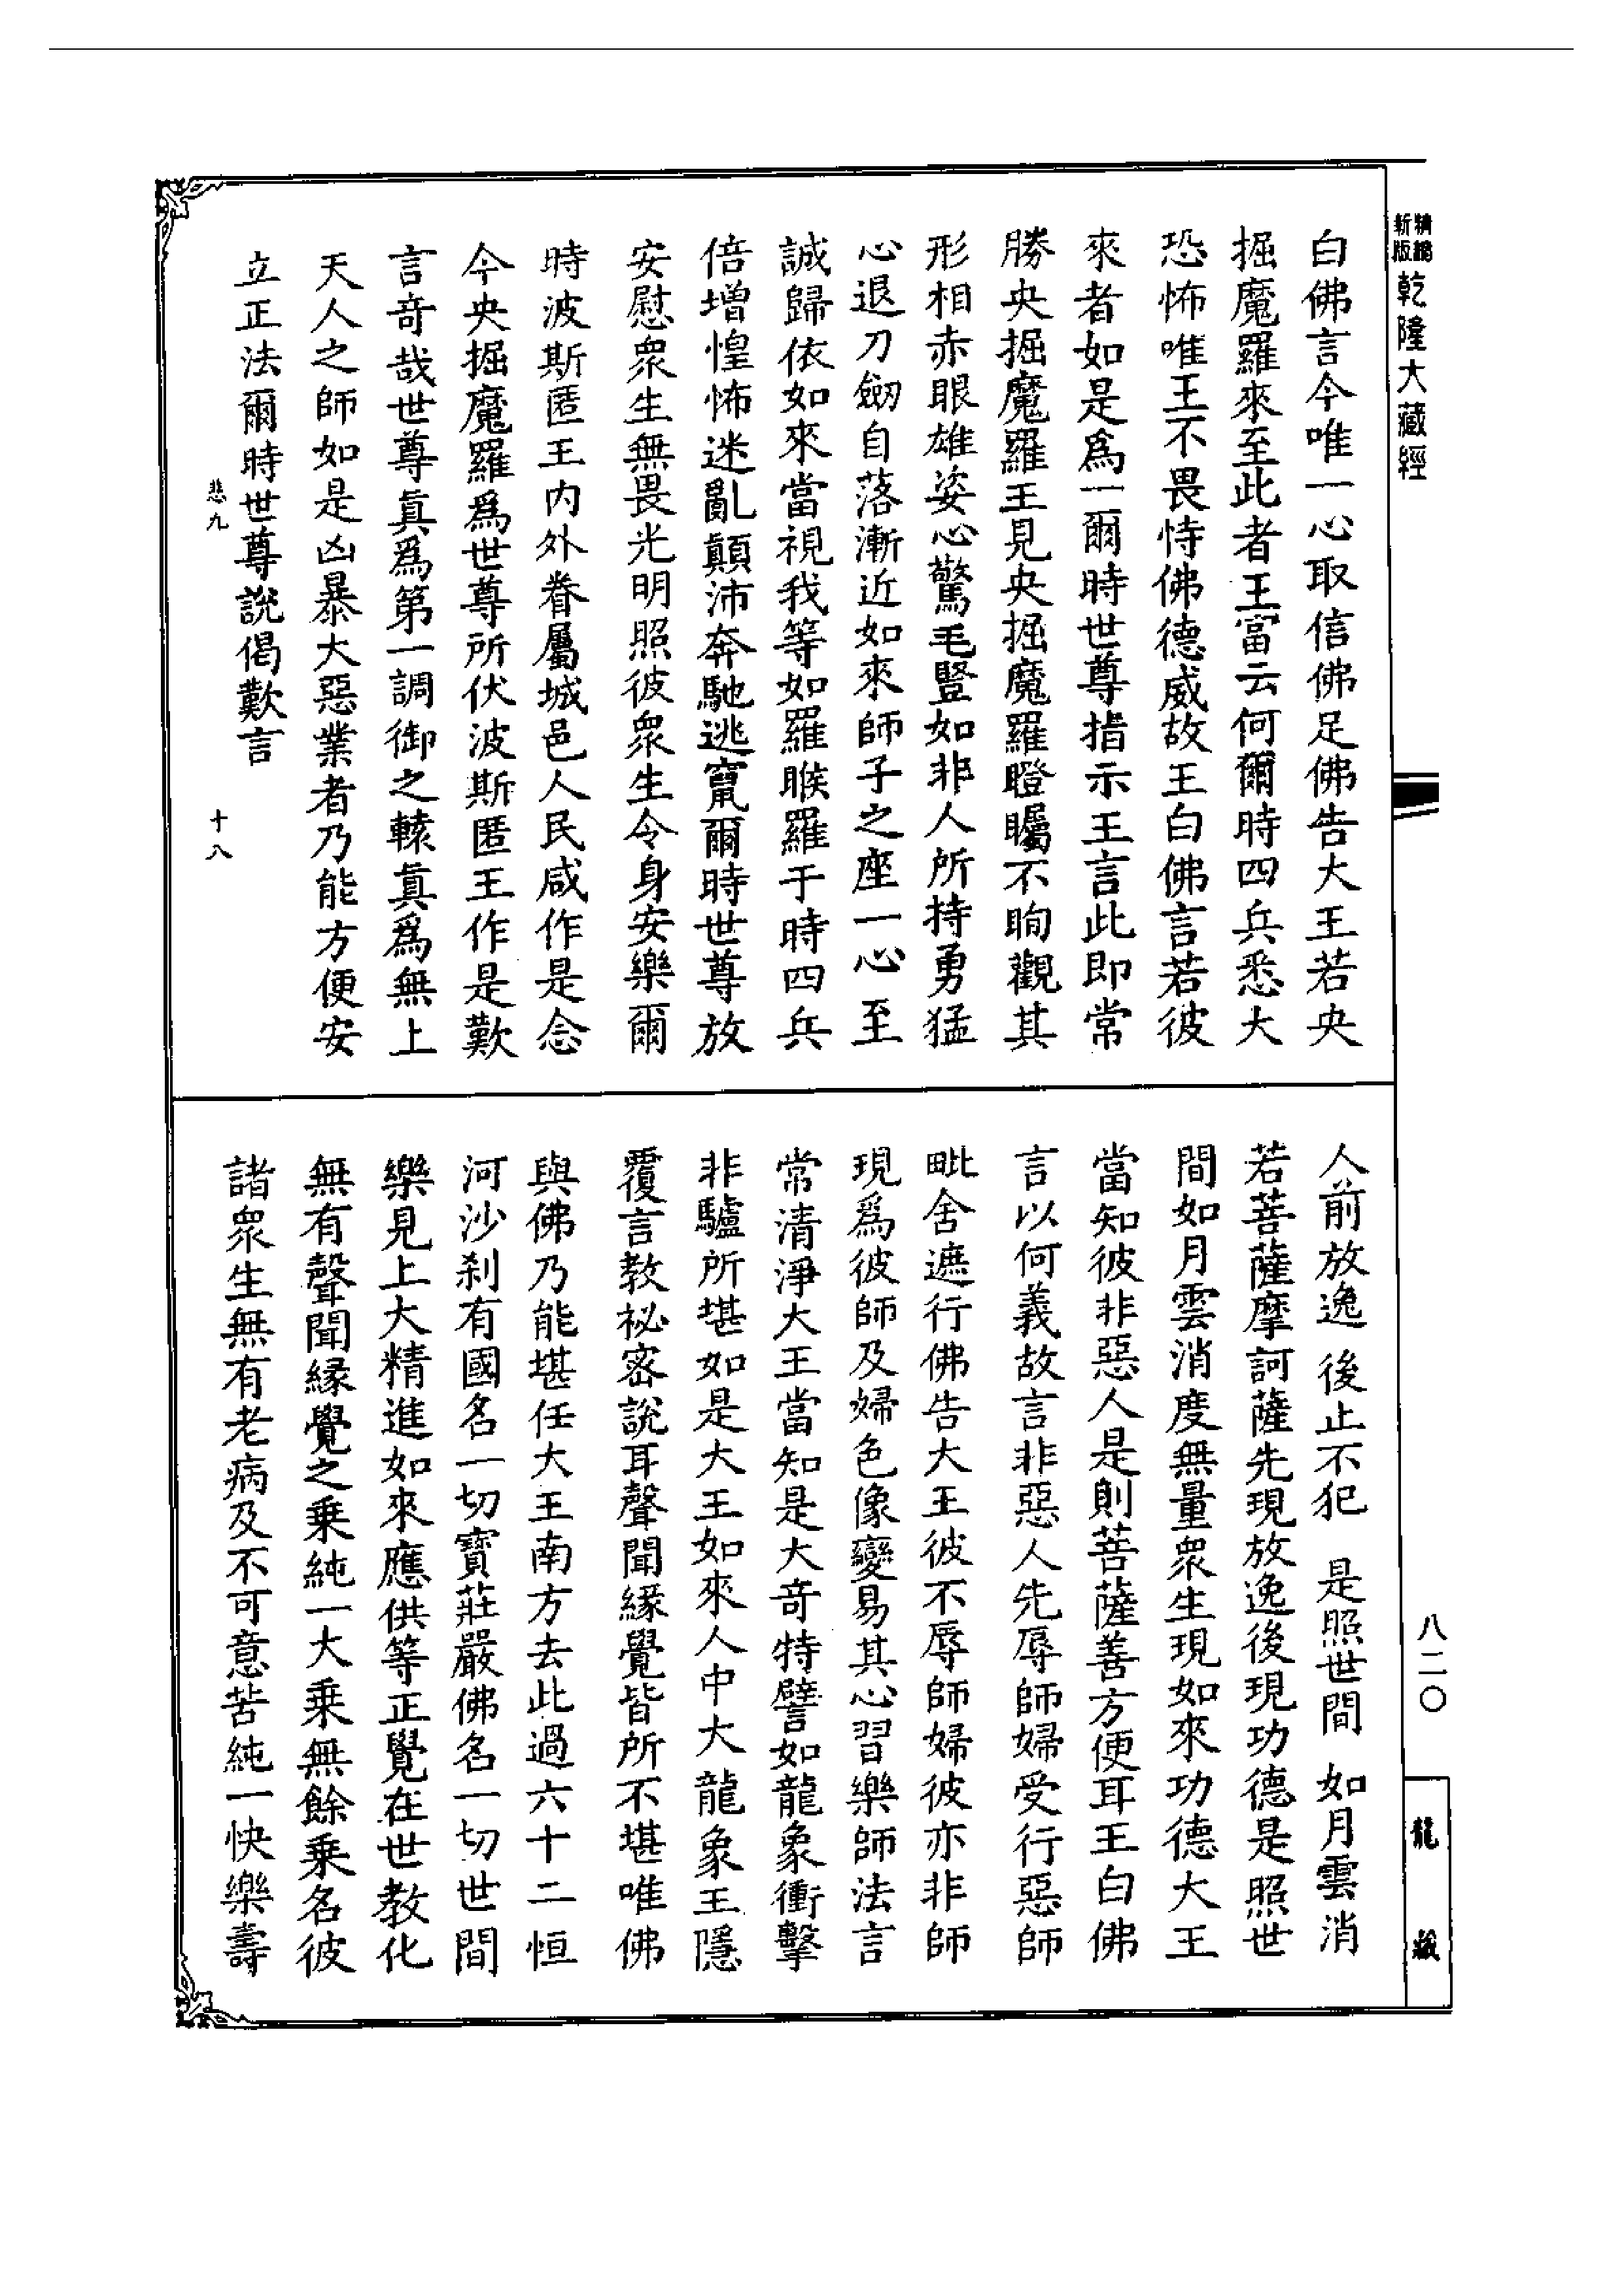 精編
新版
乾隆大藏經
白佛言今唯一心取信佛足佛告大王若央
掘魔羅來至此者王當云何爾時四兵悉大
恐怖唯王不畏恃佛德威故王白佛言若彼
來者如是爲一爾時世尊指示王言此即常
勝央掘魔羅王見央掘魔羅瞪矚不眴觀其
形相赤眼雄姿心驚毛豎如非人所持勇猛
心退刀劒自落漸近如來師子之座一心至
誠歸依如來當視我等如羅睺羅于時四兵
倍增惶怖迷亂顛沛奔馳逃竄爾時世尊放
安慰衆生無畏光明照彼衆生令身安樂爾
時波斯匿王内外眷屬城邑人民咸作是念
今央掘魔羅爲世尊所伏波斯匿王作是歎
言奇哉世尊眞爲第一調御之轅眞爲無上
天人之師如是凶暴大惡業者乃能方便安
立正法爾時世尊說偈歎言
悲九
十八
人前放逸 後止不犯 是照世間 如月雲消
若菩薩摩訶薩先現放逸後現功德是照世
間如月雲消度無量衆生現如來功德大王
當知彼非惡人是則菩薩善方便耳王白佛
言以何義故言非惡人先辱師婦受行惡師
毗舍遮行佛告大王彼不辱師婦彼亦非師
現爲彼師及婦色像變易其心習樂師法言
常清淨大王當知是大奇特譬如龍象衝擊
非驢所堪如是大王如來人中大龍象王隱
覆言教祕密說耳聲聞緣覺皆所不堪唯佛
與佛乃能堪任大王南方去此過六十二恒
河沙刹有國名一切寶莊嚴佛名一切世間
樂見上大精進如來應供等正覺在世教化
無有聲聞緣覺之乗純一大乗無餘乗名彼
諸衆生無有老病及不可意苦純一快樂壽
八二〇
龍藏